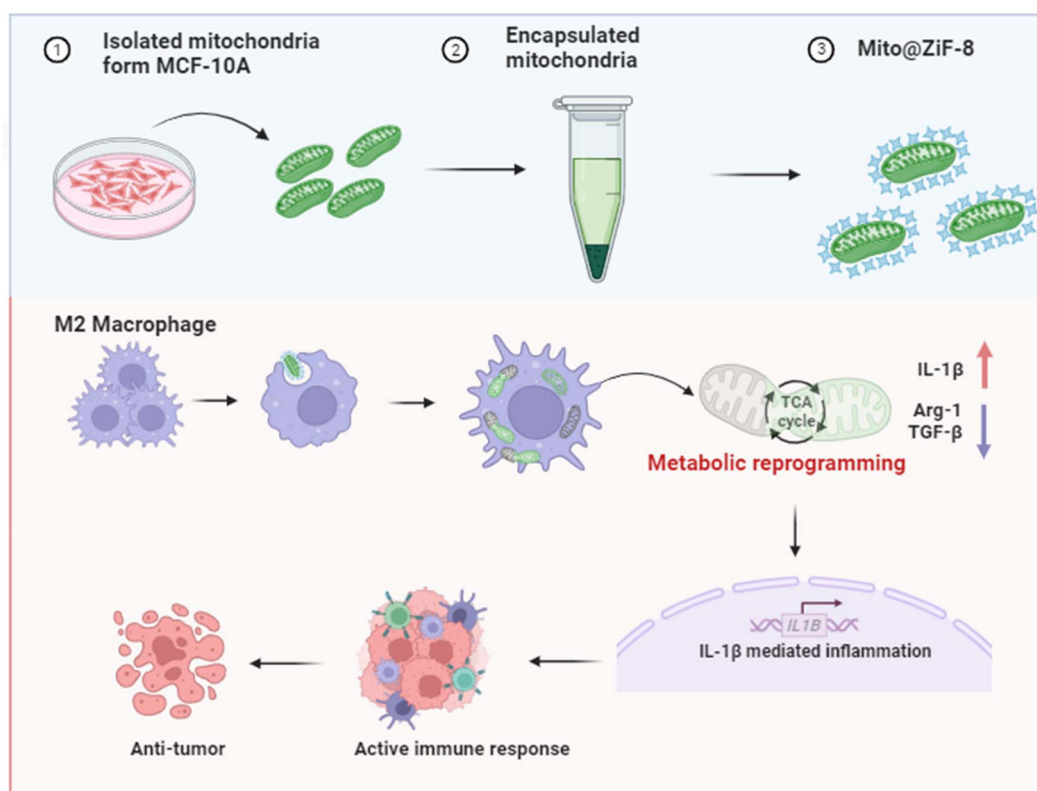 1
Isolated mitochondria
form MCF-10A
2
Encapsulated
mitochondria
3
Mito@ZiF-8
M2 Macrophage
TCA
cycle
IL-1β
Arg-1
TGF-β
Metabolic reprogramming
IL1B
IL-1β mediated inflammation
Anti-tumor
Active immune response